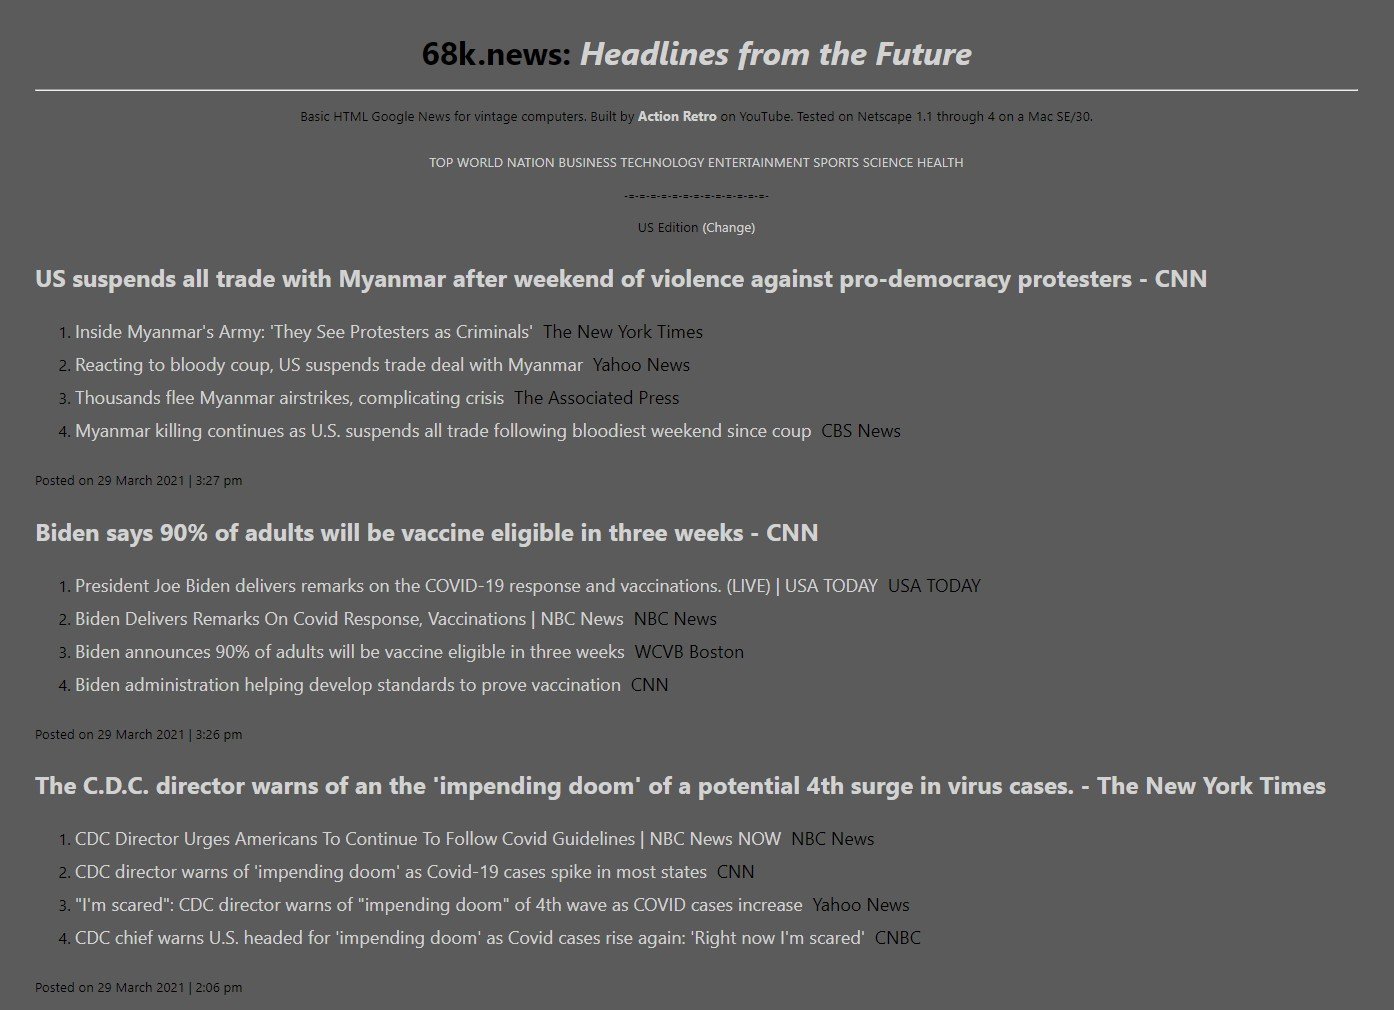 68k.news: Headlines from the Future
Basic HTML Google News for vintage computers. Built by Action Retro on YouTube. Tested on Netscape 1.1 through 4 on a Mac SE/30.
TOP WORLD NATION BUSINESS TECHNOLOGY ENTERTAINMENT SPORTS SCIENCE HEALTH
-=-=-=-=-=-=-=-=-=-=-=-=-=-
US Edition (Change)
US suspends all trade with Myanmar after weekend of violence against pro-democracy protesters - CNN
1. Inside Myanmar's Army: 'They See Protesters as Criminals'  The New York Times
2. Reacting to bloody coup, US suspends trade deal with Myanmar  Yahoo News
3. Thousands flee Myanmar airstrikes, complicating crisis  The Associated Press
4. Myanmar killing continues as U.S. suspends all trade following bloodiest weekend since coup  CBS News
Posted on 29 March 2021 | 3:27 pm
Biden says 90% of adults will be vaccine eligible in three weeks - CNN
1. President Joe Biden delivers remarks on the COVID-19 response and vaccinations. (LIVE) | USA TODAY  USA TODAY
2. Biden Delivers Remarks On Covid Response, Vaccinations | NBC News  NBC News
3. Biden announces 90% of adults will be vaccine eligible in three weeks  WCVB Boston
4. Biden administration helping develop standards to prove vaccination  CNN
Posted on 29 March 2021 | 3:26 pm
The C.D.C. director warns of an the 'impending doom' of a potential 4th surge in virus cases. - The New York Times
1. CDC Director Urges Americans To Continue To Follow Covid Guidelines | NBC News NOW  NBC News
2. CDC director warns of 'impending doom' as Covid-19 cases spike in most states  CNN
3. "I'm scared": CDC director warns of "impending doom" of 4th wave as COVID cases increase  Yahoo News
4. CDC chief warns U.S. headed for 'impending doom' as Covid cases rise again: 'Right now I'm scared'  CNBC
Posted on 29 March 2021 | 2:06 pm